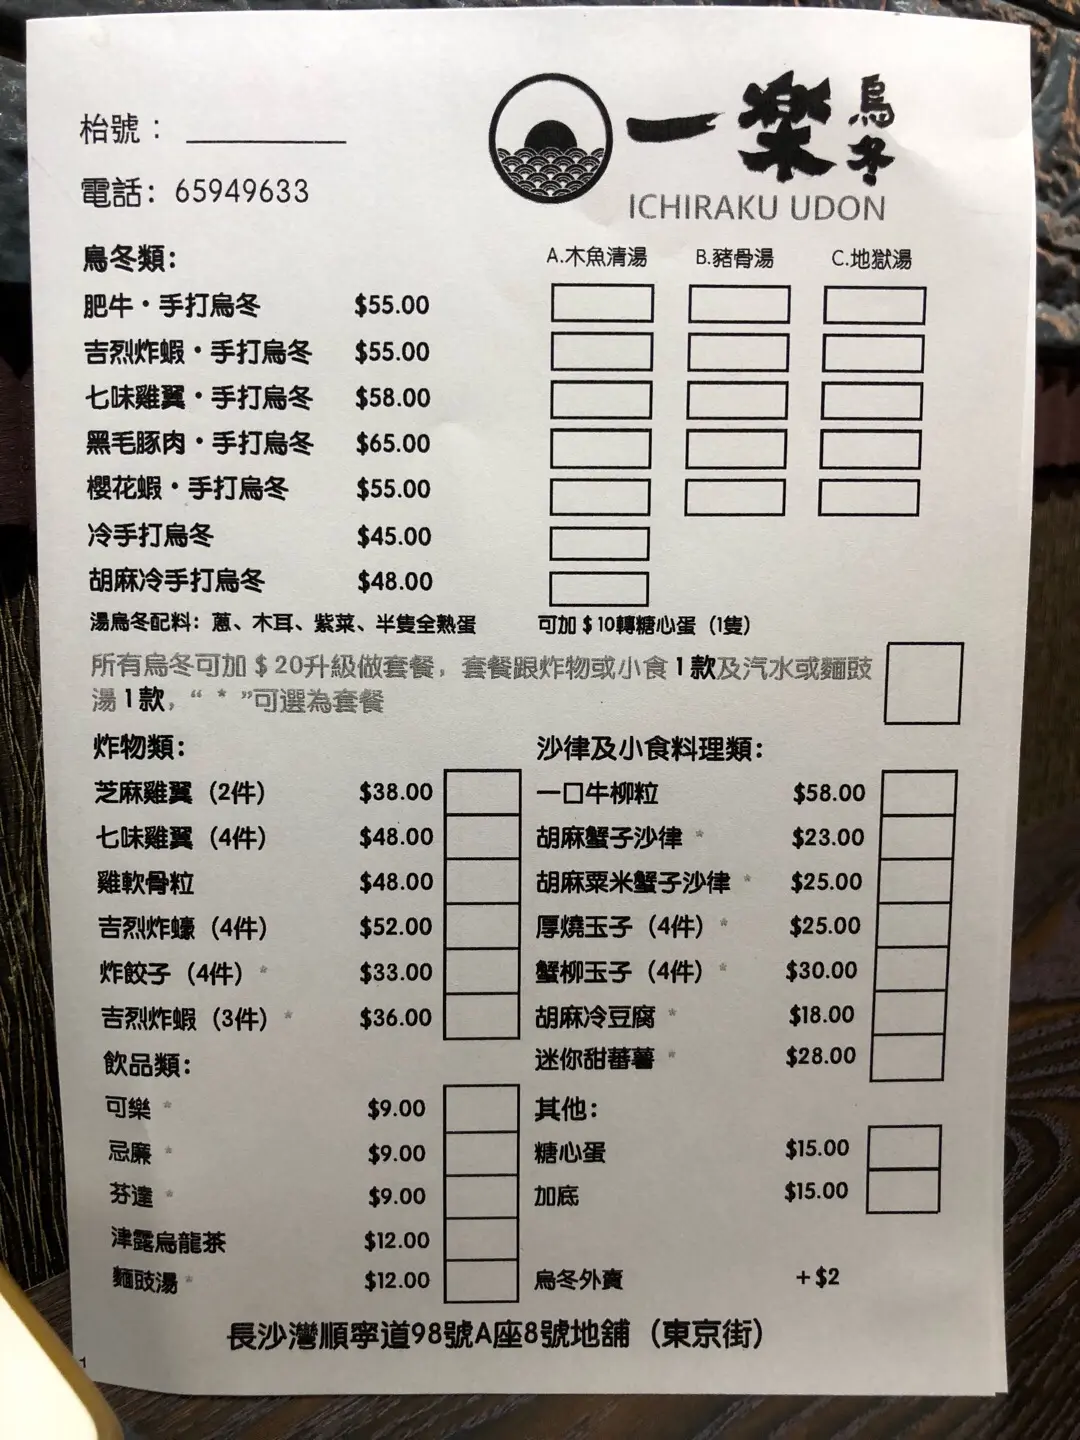 枱號： ________
電話：65949633
一楽 烏冬
ICHIRAKU UDON
烏冬類： A.木魚清湯 B.豬骨湯 C.地獄湯
肥牛・手打烏冬 $55.00
吉烈炸蝦・手打烏冬 $55.00
七味雞翼・手打烏冬 $58.00
黑毛豚肉・手打烏冬 $65.00
櫻花蝦・手打烏冬 $55.00
冷手打烏冬 $45.00
胡麻冷手打烏冬 $48.00
湯烏冬配料：蔥、木耳、紫菜、半隻全熟蛋 可加＄10轉糖心蛋（1隻）
所有烏冬可加＄20升級做套餐，套餐跟炸物或小食1款及汽水或麵豉
湯1款，“ * ”可選為套餐
炸物類：
芝麻雞翼（2件） $38.00
七味雞翼（4件） $48.00
雞軟骨粒 $48.00
吉烈炸蠔（4件） $52.00
炸餃子（4件）* $33.00
吉烈炸蝦（3件）* $36.00
飲品類：
可樂 * $9.00
忌廉 * $9.00
芬達 * $9.00
津露烏龍茶 $12.00
麵豉湯 * $12.00
沙律及小食料理類：
一口牛柳粒 $58.00
胡麻蟹子沙律 * $23.00
胡麻粟米蟹子沙律 * $25.00
厚燒玉子（4件）* $25.00
蟹柳玉子（4件）* $30.00
胡麻冷豆腐 * $18.00
迷你甜蕃薯 * $28.00
其他：
糖心蛋 $15.00
加底 $15.00
烏冬外賣 +$2
長沙灣順寧道98號A座8號地舖（東京街）
1